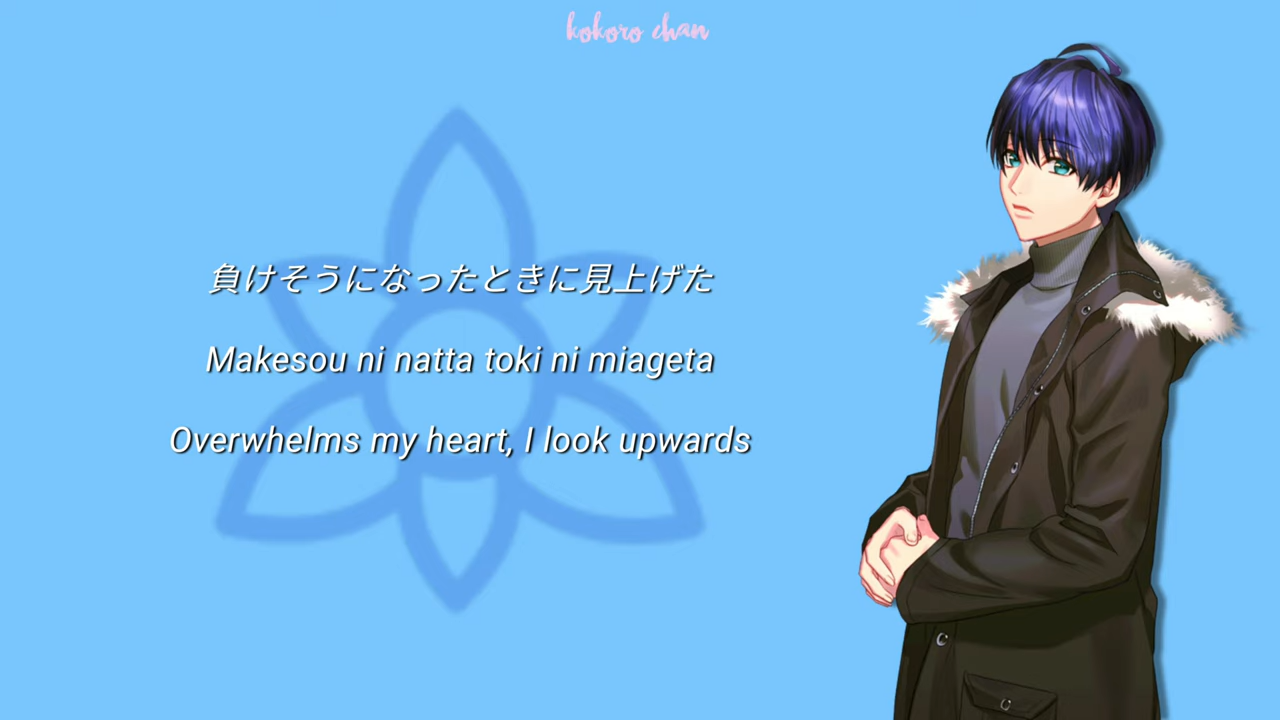 kokoro chan
負けそうになったときに見上げた
Makesou ni natta toki ni miageta
Overwhelms my heart, I look upwards